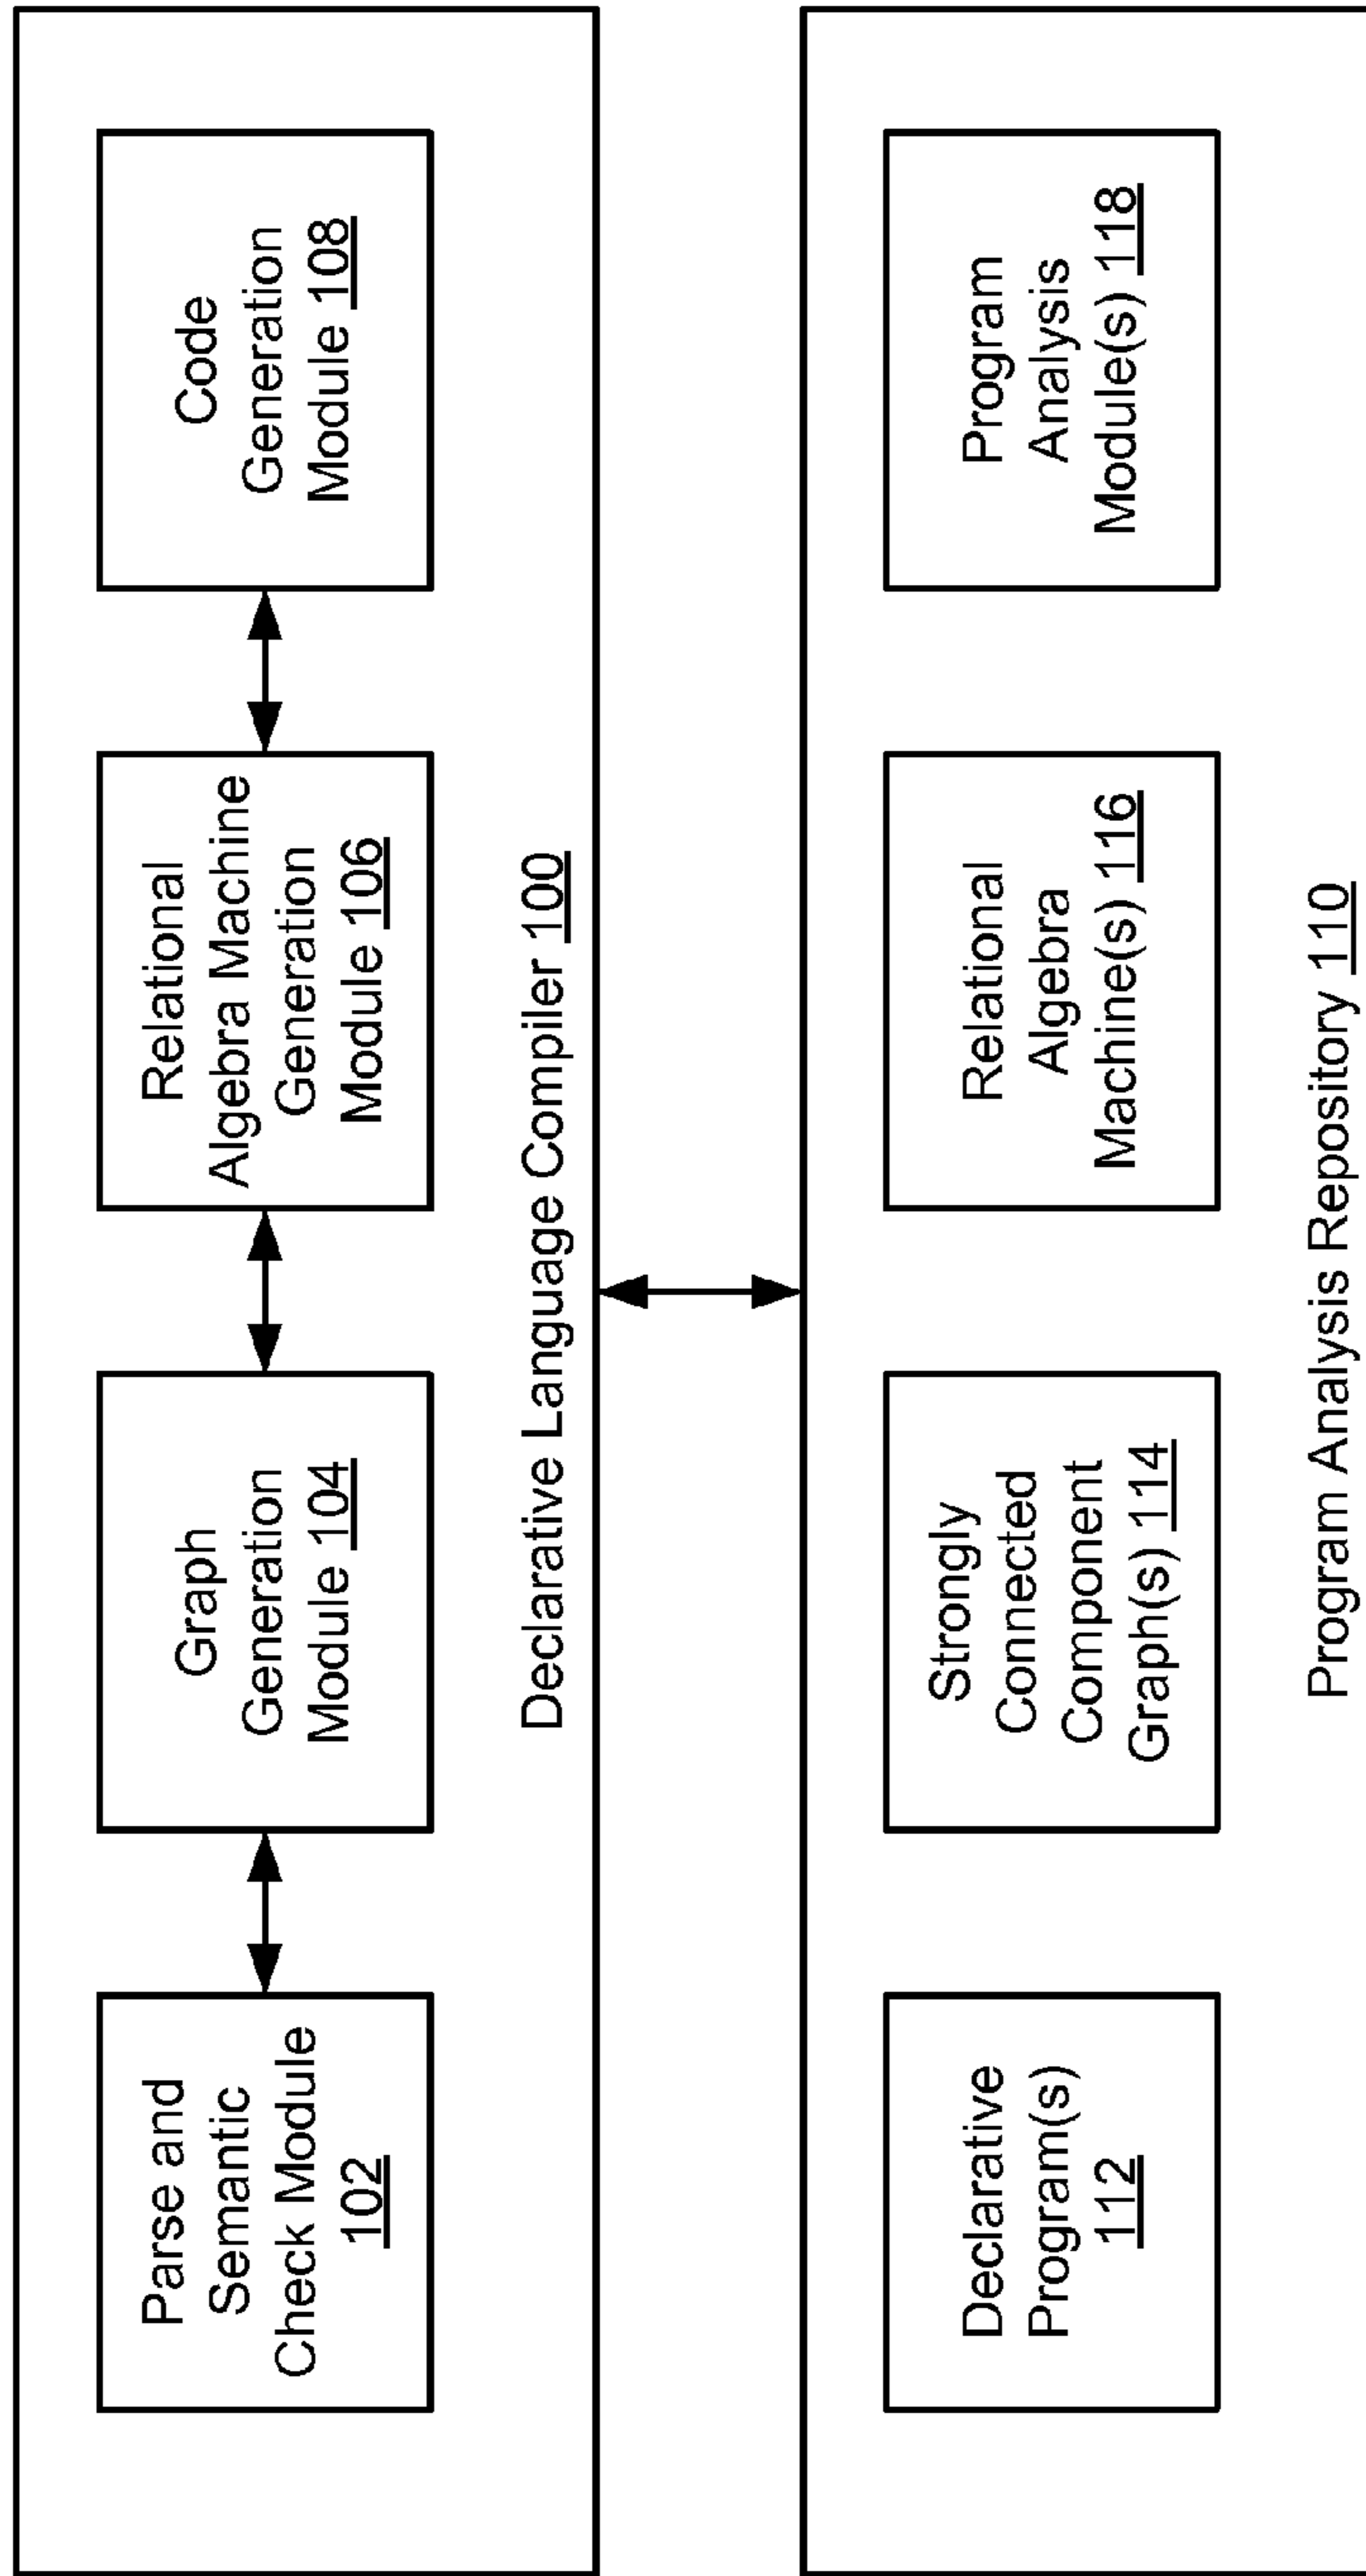 Parse and
Semantic
Check Module
102
Graph
Generation
Module 104
Relational
Algebra Machine
Generation
Module 106
Code
Generation
Module 108
Declarative Language Compiler 100
Declarative
Program(s)
112
Strongly
Connected
Component
Graph(s) 114
Relational
Algebra
Machine(s) 116
Program
Analysis
Module(s) 118
Program Analysis Repository 110